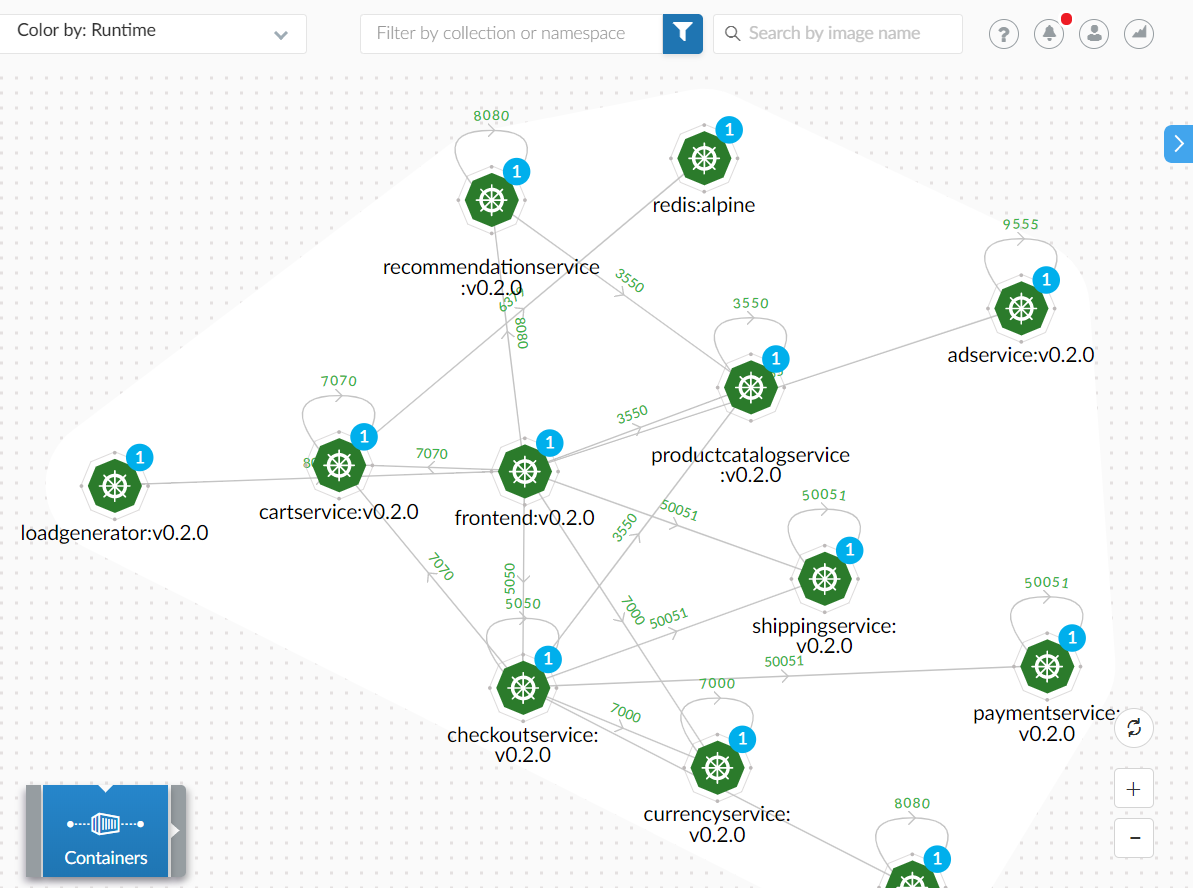 Color by: Runtime
Filter by collection or namespace
Search by image name
?
8080
1
1
redis:alpine
9555
recommendationservice
:v0.2.0
3550
1
3550
8080
adservice:v0.2.0
1
7070
3550
1
7070
1
1
productcatalogservice
:v0.2.0
1
cartservice:v0.2.0
frontend:v0.2.0
loadgenerator:v0.2.0
50051
50051
3550
1
7070
5050
50051
5050
7000
50051
shippingservice:
v0.2.0
1
1
50051
7000
7000
paymentservice:
v0.2.0
checkoutservice:
v0.2.0
1
+
8080
currencyservice:
v0.2.0
-
Containers
1